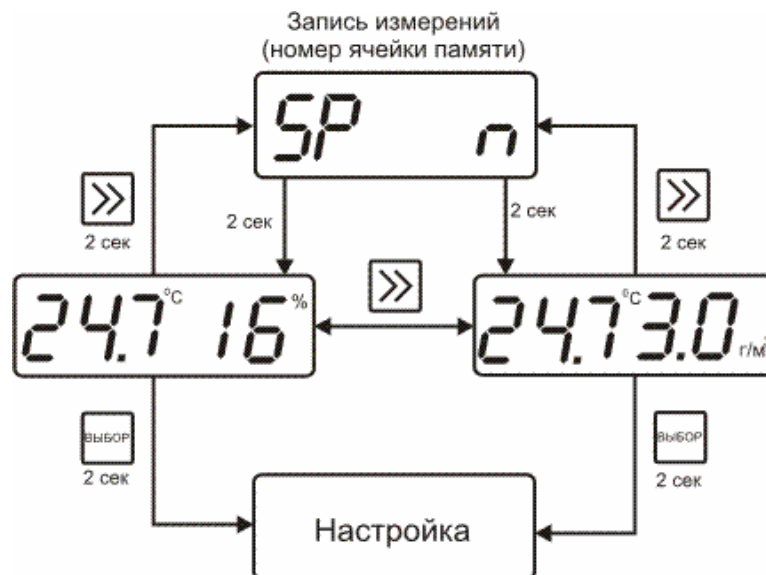 Запись измерений
(номер ячейки памяти)
SP n
2 сек
2 сек
2 сек
2 сек
24.7 °C 16 %
24.7 °C 3.0 г/м³
ВЫБОР
2 сек
ВЫБОР
2 сек
Настройка